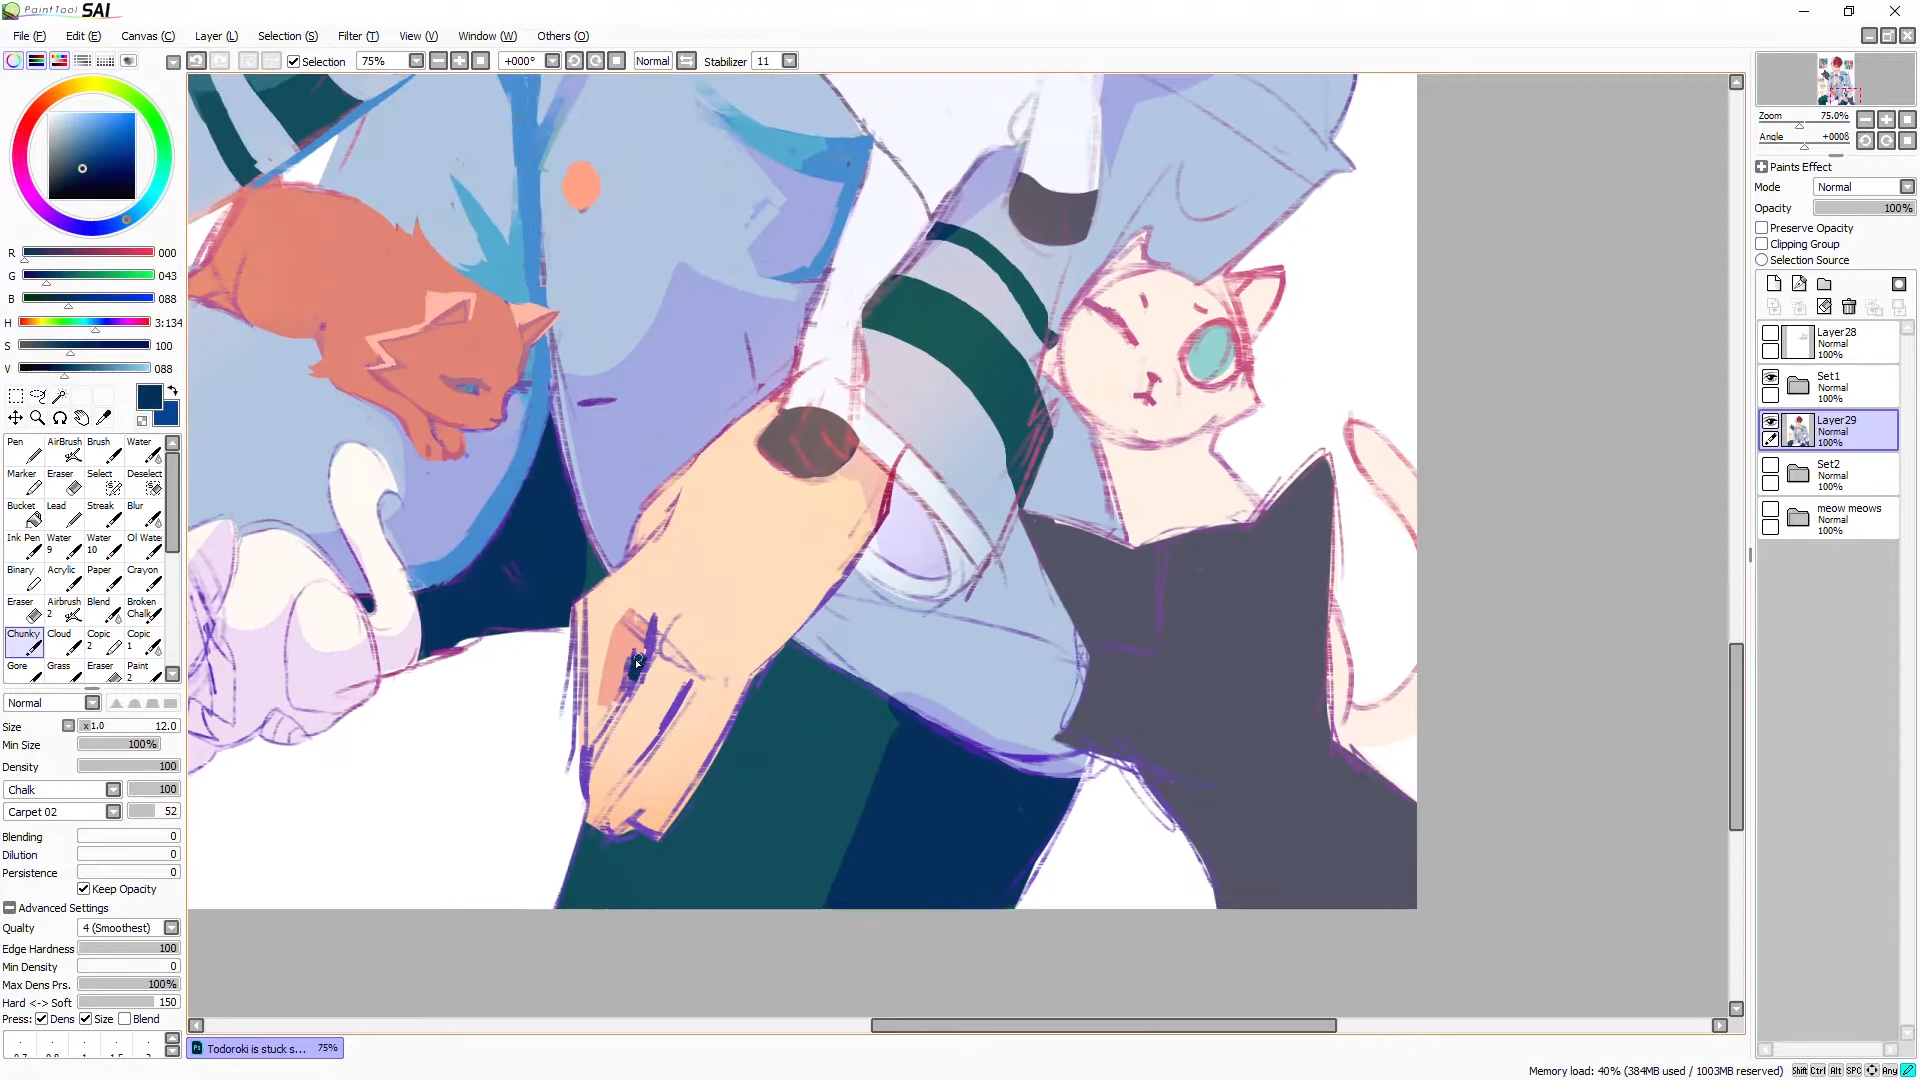 PaintTool SAI
File (F) Edit (E) Canvas (C) Layer (L) Selection (S) Filter (T) View (V) Window (W) Others (O)
Selection 75% +000° Normal Stabilizer 11
R 000
G 043
B 088
H 3:134
S 100
V 088
Pen AirBrush Brush Water
Marker Eraser Select Deselect
Bucket Lead Streak Blur
Ink Pen Water 9 Water 10 Ol Water
Binary Acrylic Paper Crayon
Eraser Airbrush 2 Blend Broken Chalk
Chunky Cloud Copic 2 Copic 1
Gore Grass Eraser Paint 2
Normal
Size x1.0 12.0
Min Size 100%
Density 100
Chalk 100
Carpet 02 52
Blending 0
Dilution 0
Persistence 0
Keep Opacity
Advanced Settings
Qualty 4 (Smoothest)
Edge Hardness 100
Min Density 0
Max Dens Prs. 100%
Hard <-> Soft 150
Press: Dens Size Blend
Todoroki is stuck s... 75%
Zoom 75.0%
Angle +000ß
Paints Effect
Mode Normal
Opacity 100%
Preserve Opacity
Clipping Group
Selection Source
Layer28
Normal
100%
Set1
Normal
100%
Layer29
Normal
100%
Set2
Normal
100%
meow meows
Normal
100%
Memory load: 40% (384MB used / 1003MB reserved) Shift Ctrl Alt SPC Any